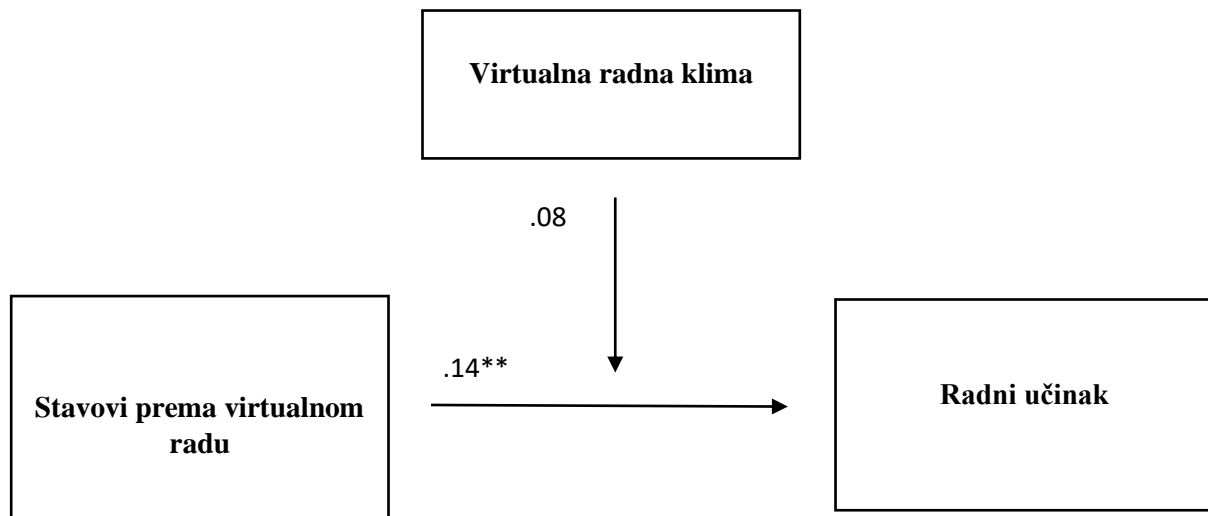 Virtualna radna klima
.08
.14**
Stavovi prema virtualnom
radu
Radni učinak